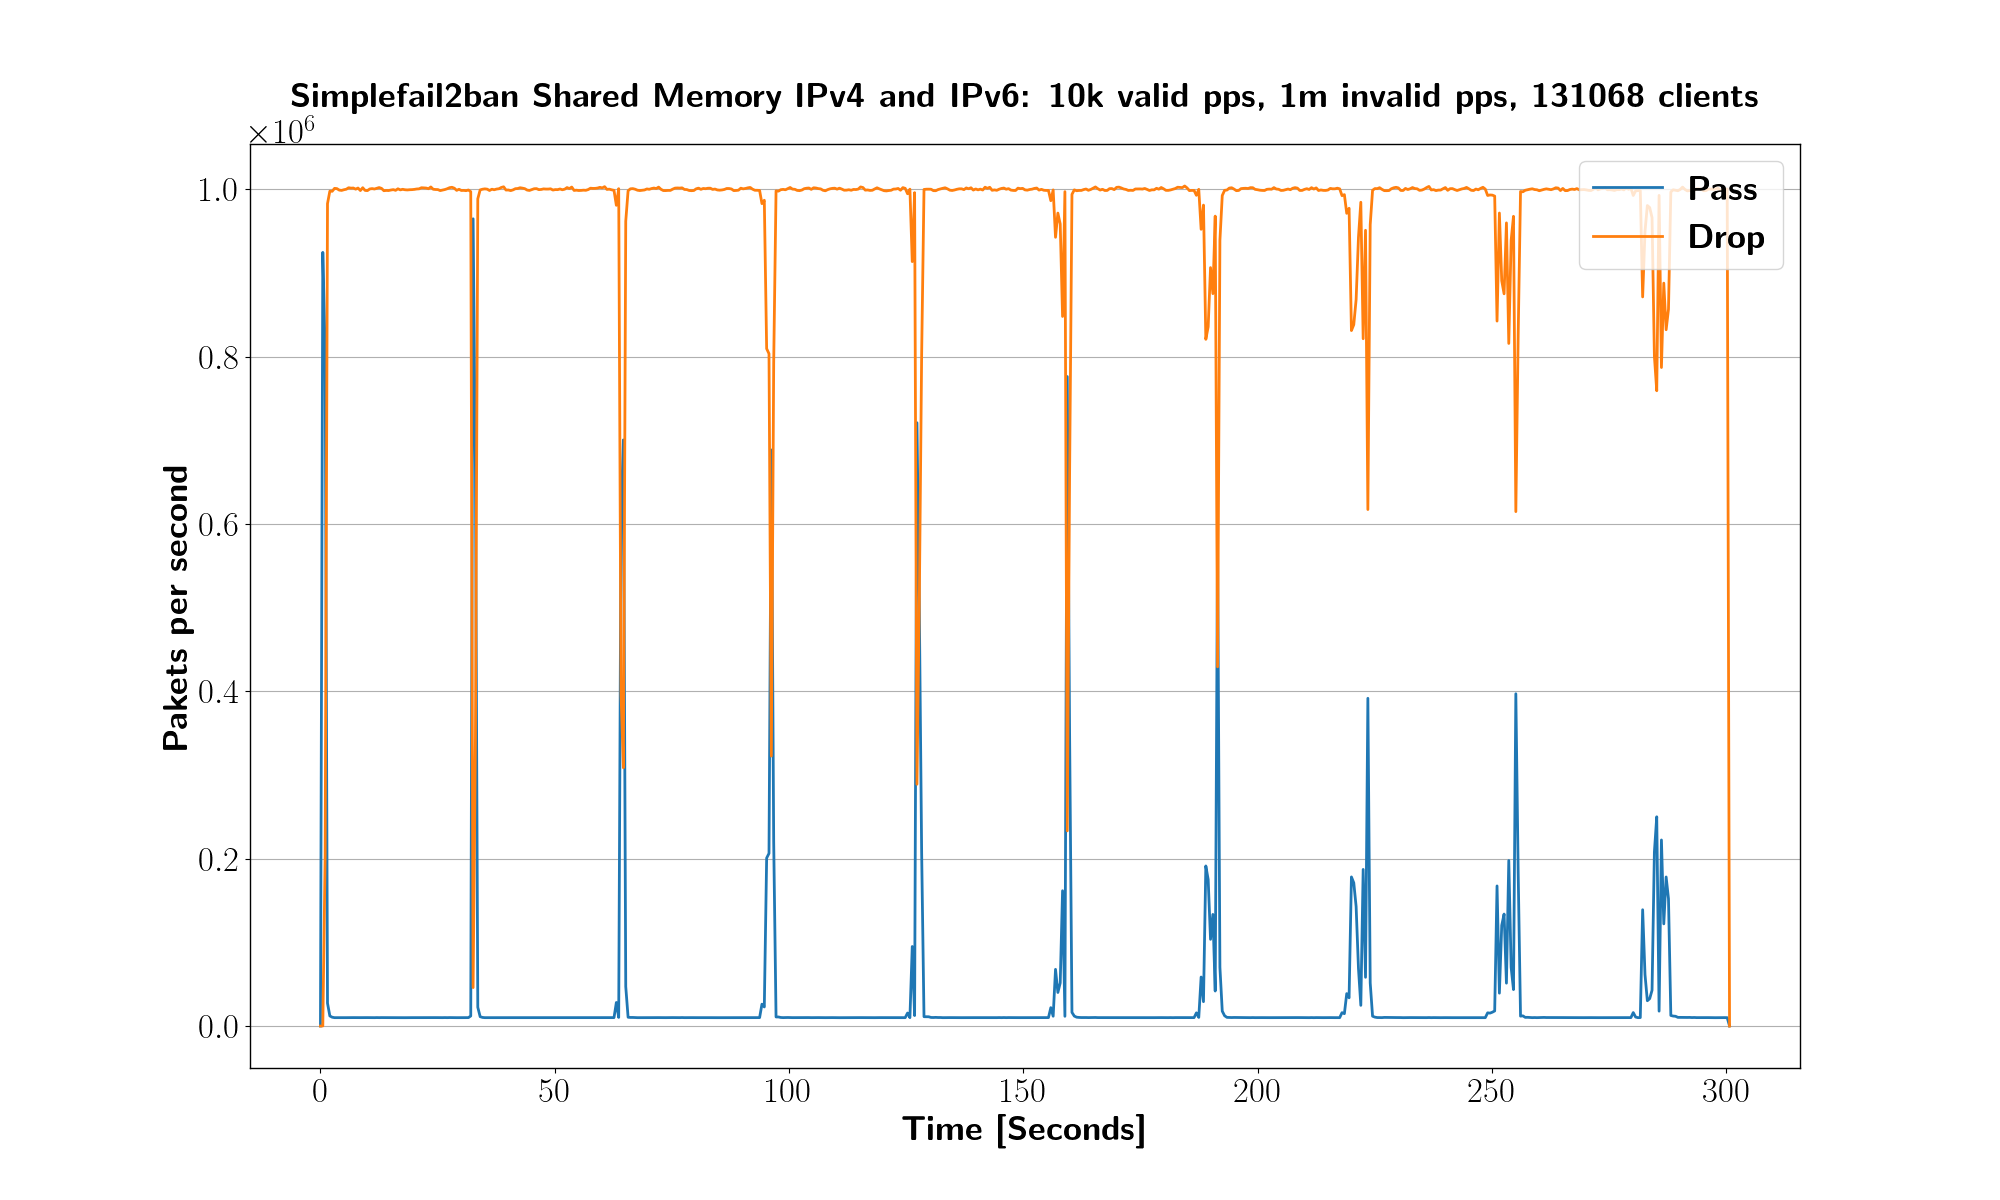 Simplefail2ban Shared Memory IPv4 and IPv6: 10k valid pps, 1m invalid pps, 131068 clients
×10⁶
Pass
Drop
1.0
0.8
0.6
0.4
0.2
0.0
Pakets per second
0 50 100 150 200 250 300
Time [Seconds]